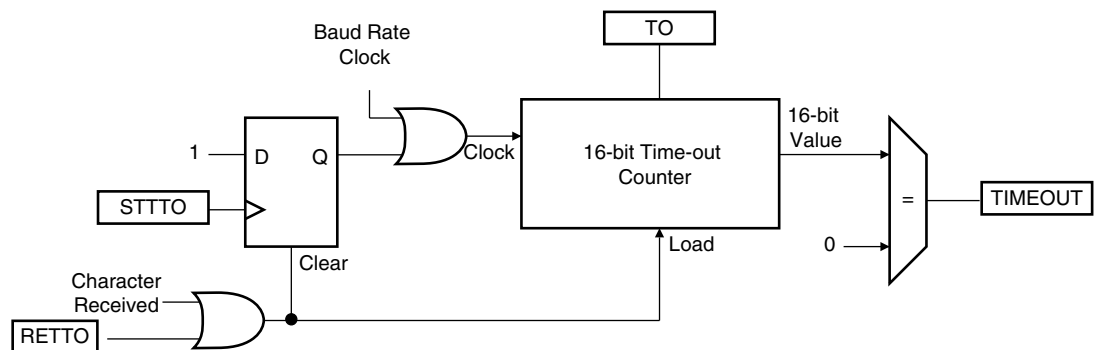 TO
Baud Rate
Clock
16-bit
Value
1
D
Q
Clock
16-bit Time-out
Counter
STTTO
=
TIMEOUT
Clear
Load
0
Character
Received
RETTO